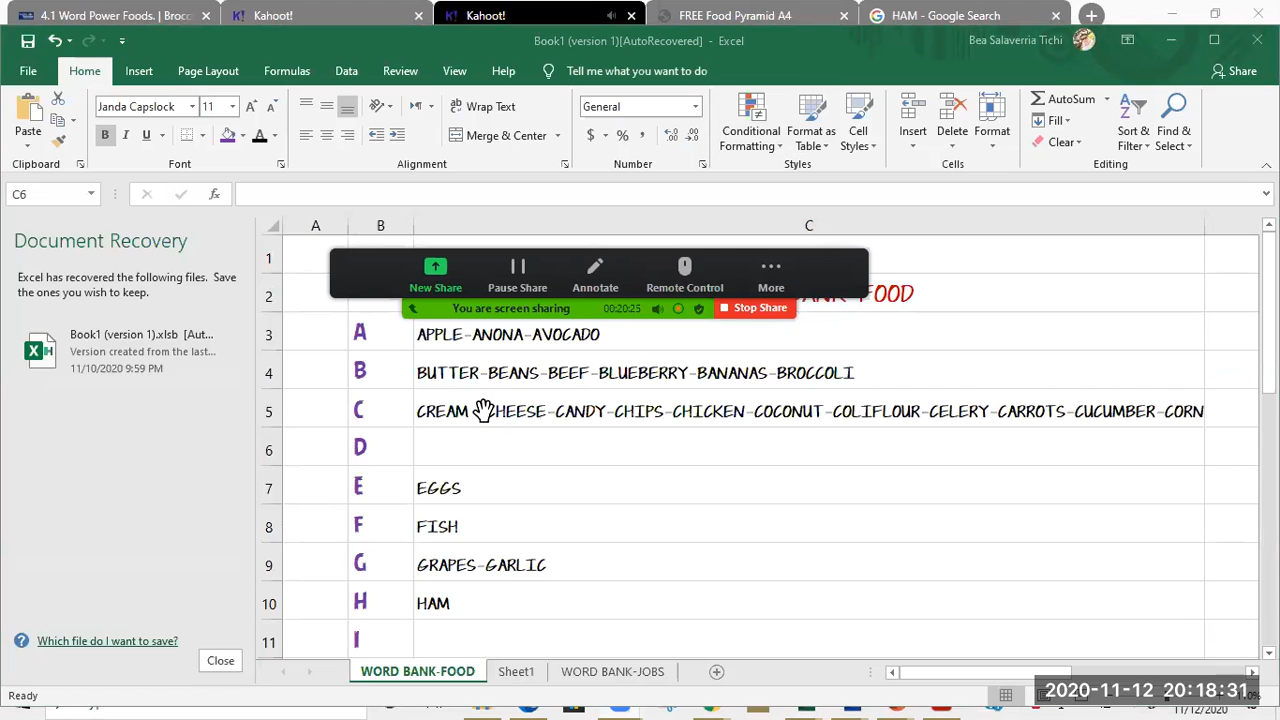 4.1 Word Power Foods. | Brocc
Kahoot!
Kahoot!
FREE Food Pyramid A4
HAM - Google Search
Book1 (version 1)[AutoRecovered] - Excel
Bea Salaverria Tichi
File Home Insert Page Layout Formulas Data Review View Help Tell me what you want to do Share
Janda Capslock 11 Wrap Text General AutoSum
Paste Fill
B I U Merge & Center $ % Conditional Formatting Format as Table Cell Styles Insert Delete Format Clear Sort & Filter Find & Select
Clipboard Font Alignment Number Styles Cells Editing
C6 fx
A B C
Document Recovery
Excel has recovered the following files. Save
the ones you wish to keep.
Book1 (version 1).xlsb [Aut...
Version created from the last...
11/10/2020 9:59 PM
Which file do I want to save?
Close
New Share Pause Share Annotate Remote Control More
You are screen sharing 00:20:25 Stop Share
1
2 FOOD
3 A APPLE-ANONA-AVOCADO
4 B BUTTER-BEANS-BEEF-BLUEBERRY-BANANAS-BROCCOLI
5 C CREAM CHEESE-CANDY-CHIPS-CHICKEN-COCONUT-COLIFLOUR-CELERY-CARROTS-CUCUMBER-CORN
6 D
7 E EGGS
8 F FISH
9 G GRAPES-GARLIC
10 H HAM
11 I
WORD BANK-FOOD Sheet1 WORD BANK-JOBS
Ready
2020-11-12 20:18:31
11/12/2020